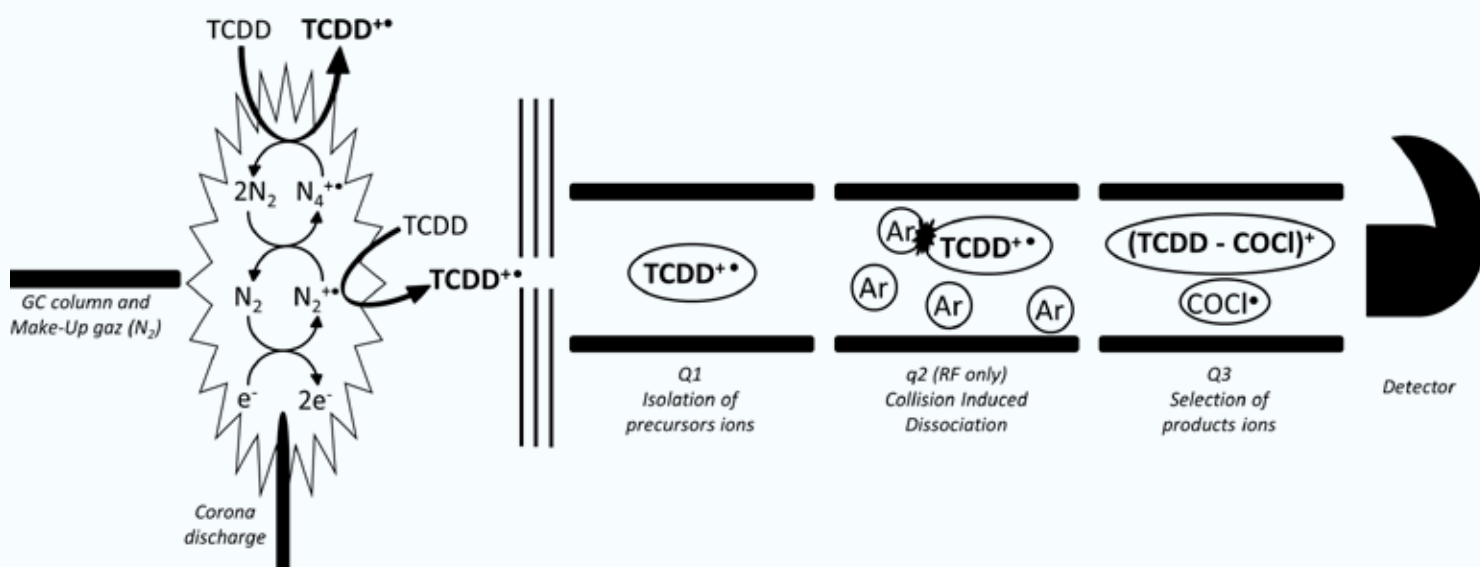 TCDD TCDD⁺•
2N₂ N₄⁺•
TCDD
TCDD⁺•
N₂ N₂⁺•
e⁻ 2e⁻
GC column and
Make-Up gaz (N₂)
Corona
discharge
TCDD⁺•
Q1
Isolation of
precursors ions
Ar
TCDD⁺•
Ar
Ar
Ar
q2 (RF only)
Collision Induced
Dissociation
(TCDD - COCl)⁺
COCl•
Q3
Selection of
products ions
Detector